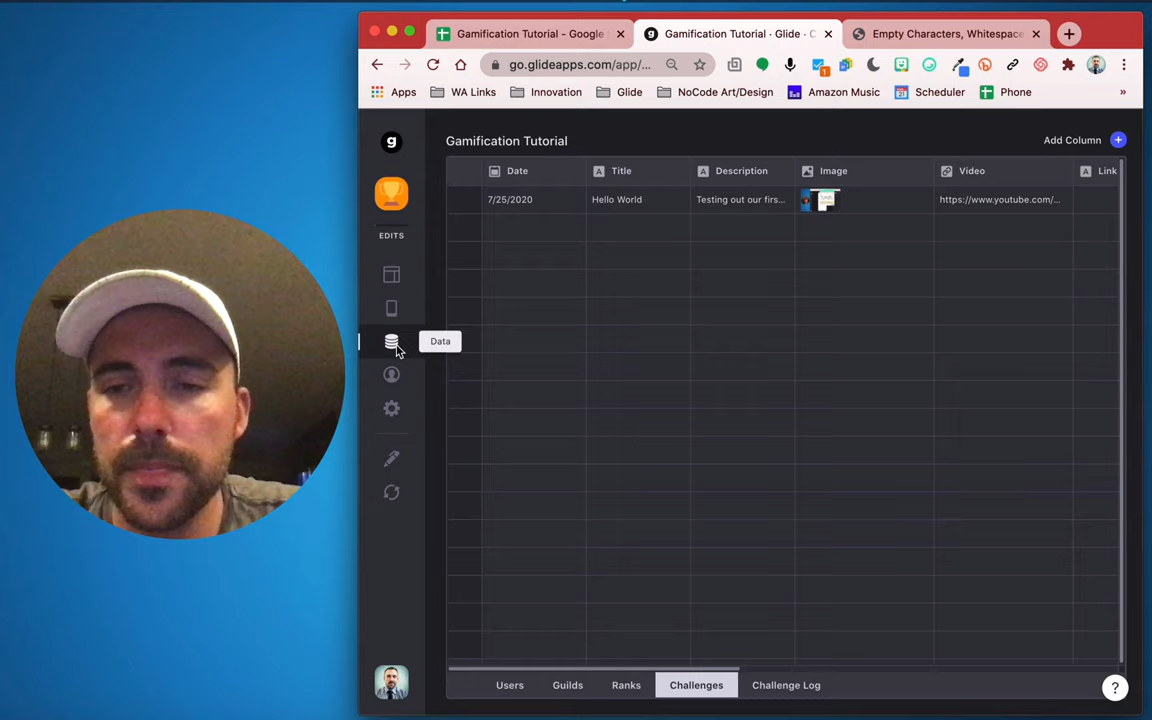 Gamification Tutorial - Google
Gamification Tutorial · Glide · C
Empty Characters, Whitespace
go.glideapps.com/app/...
Apps
WA Links
Innovation
Glide
NoCode Art/Design
Amazon Music
Scheduler
Phone
»
g
EDITS
Data
Gamification Tutorial
Add Column
Date
Title
Description
Image
Video
Link
7/25/2020
Hello World
Testing out our firs...
https://www.youtube.com/...
Users
Guilds
Ranks
Challenges
Challenge Log
?